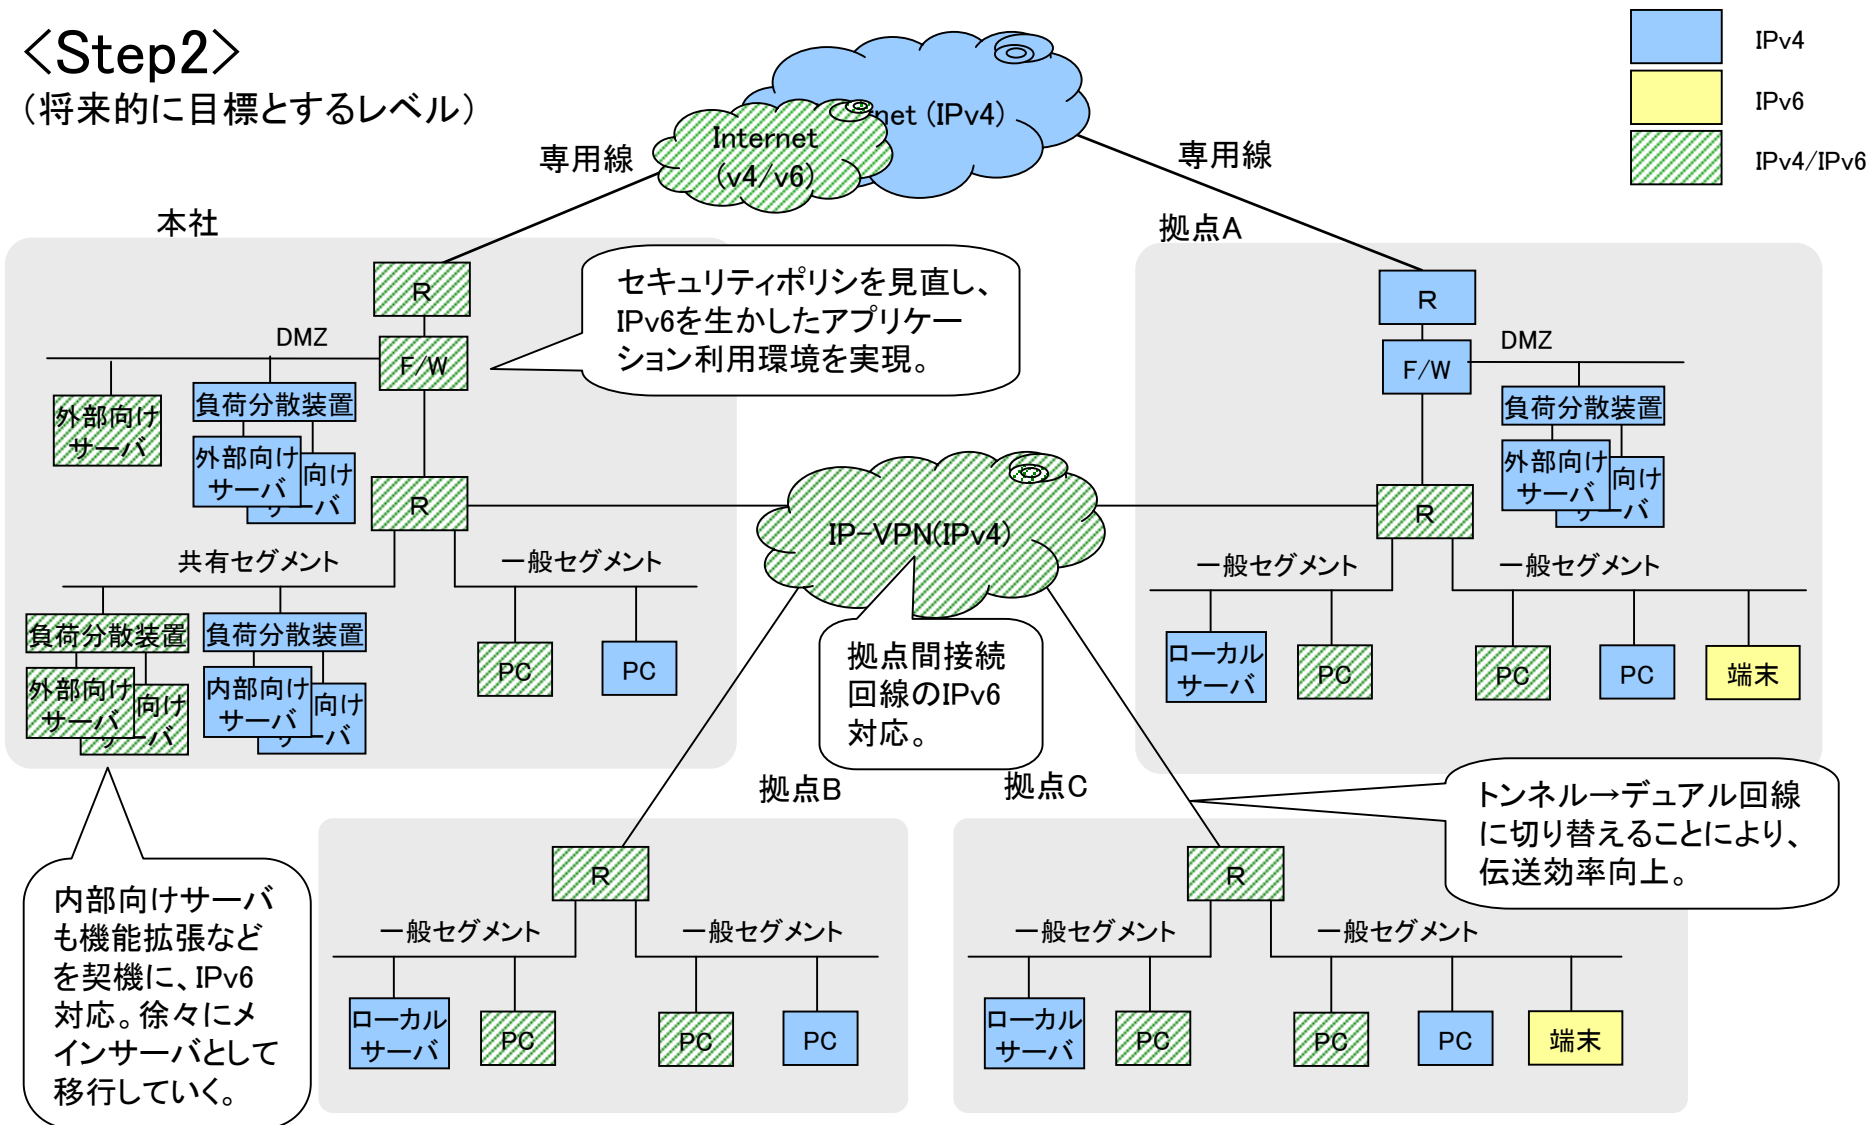 <Step2>
（将来的に目標とするレベル）
IPv4
IPv6
IPv4/IPv6
net (IPv4)
Internet
(v4/v6)
専用線
専用線
本社
拠点A
R
F/W
DMZ
外部向け
サーバ
負荷分散装置
外部向け
サーバ
向け
サーバ
R
共有セグメント
一般セグメント
負荷分散装置
外部向け
サーバ
向け
サーバ
負荷分散装置
内部向け
サーバ
向け
サーバ
PC
PC
セキュリティポリシを見直し、
IPv6を生かしたアプリケー
ション利用環境を実現。
R
F/W
DMZ
負荷分散装置
外部向け
サーバ
向け
サーバ
R
一般セグメント
一般セグメント
ローカル
サーバ
PC
PC
PC
端末
IP-VPN(IPv4)
拠点間接続
回線のIPv6
対応。
拠点B
拠点C
トンネル→デュアル回線
に切り替えることにより、
伝送効率向上。
内部向けサーバ
も機能拡張など
を契機に、IPv6
対応。徐々にメ
インサーバとして
移行していく。
R
一般セグメント
一般セグメント
ローカル
サーバ
PC
PC
PC
R
一般セグメント
一般セグメント
ローカル
サーバ
PC
PC
PC
端末